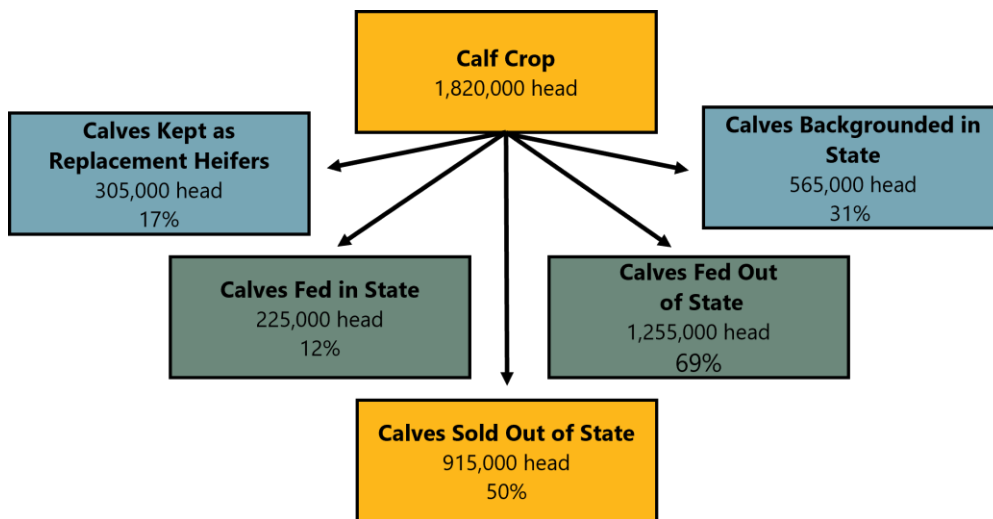 Calf Crop
1,820,000 head
Calves Kept as
Replacement Heifers
305,000 head
17%
Calves Backgrounded in
State
565,000 head
31%
Calves Fed in State
225,000 head
12%
Calves Fed Out
of State
1,255,000 head
69%
Calves Sold Out of State
915,000 head
50%